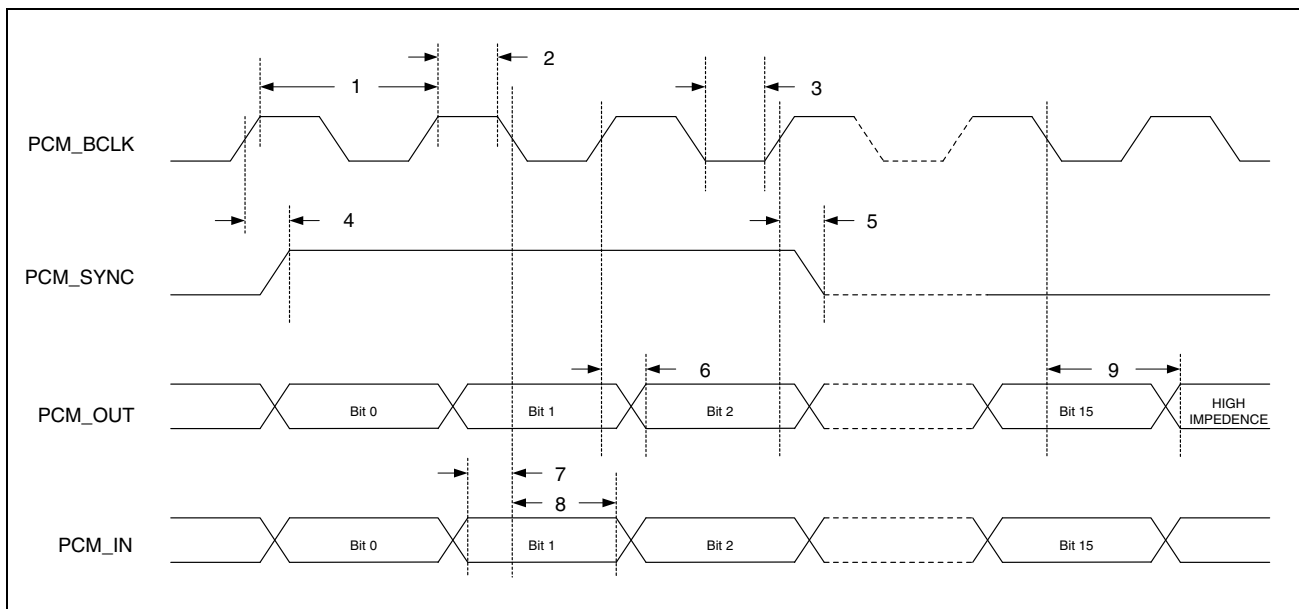 1
2
3
PCM_BCLK
4
5
PCM_SYNC
6
9
PCM_OUT
Bit 0
Bit 1
Bit 2
Bit 15
HIGH
IMPEDENCE
7
8
PCM_IN
Bit 0
Bit 1
Bit 2
Bit 15